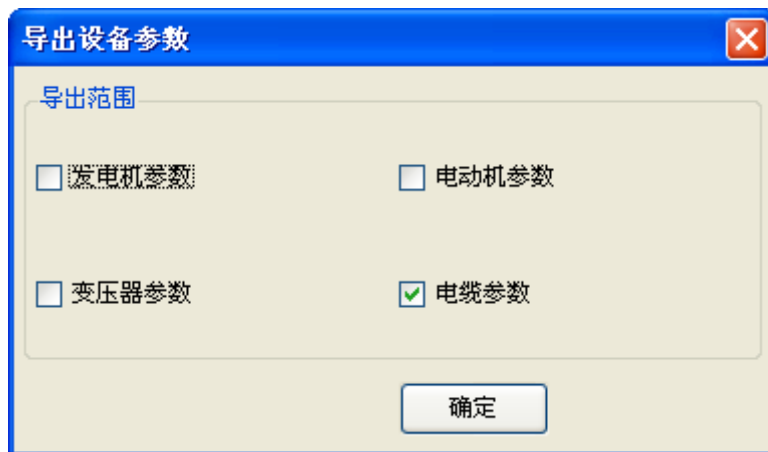 导出设备参数
导出范围
发电机参数 电动机参数
变压器参数 电缆参数
确定